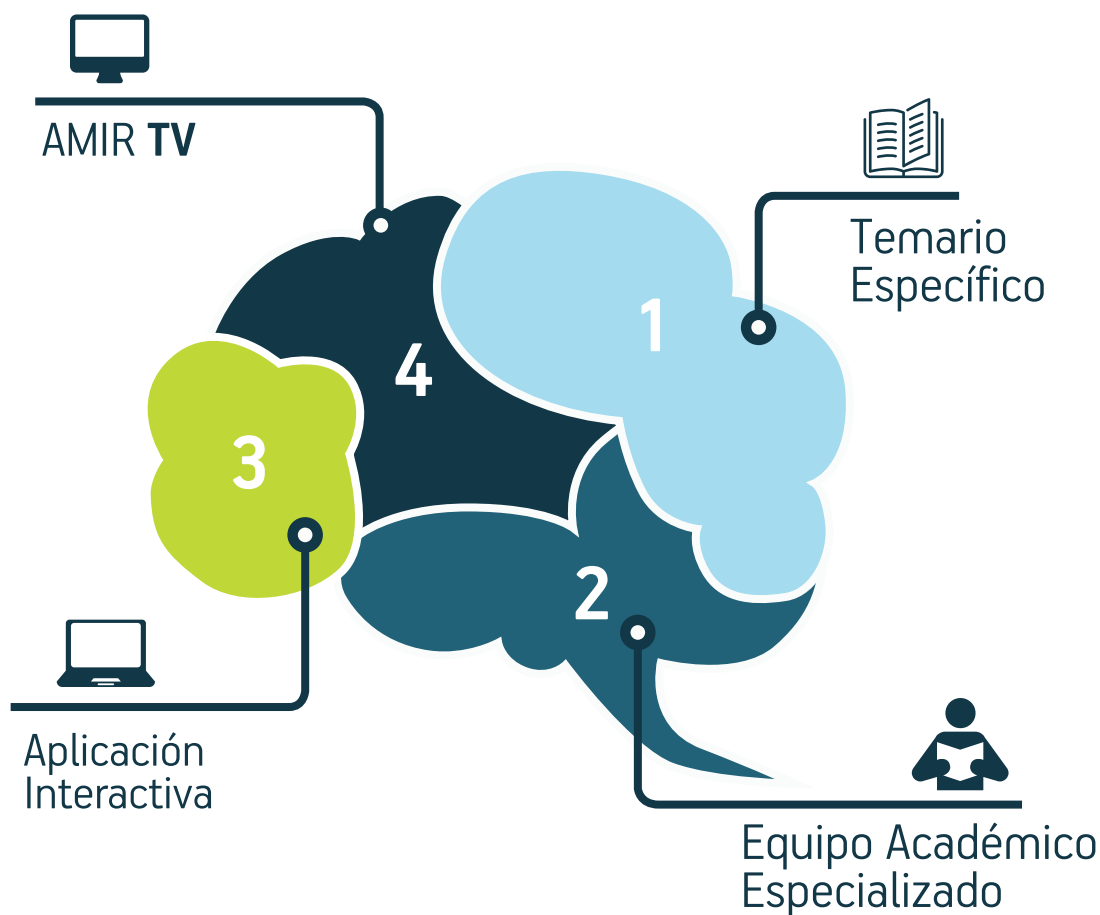 AMIR TV
Temario
Específico
1
4
3
2
Aplicación
Interactiva
Equipo Académico
Especializado